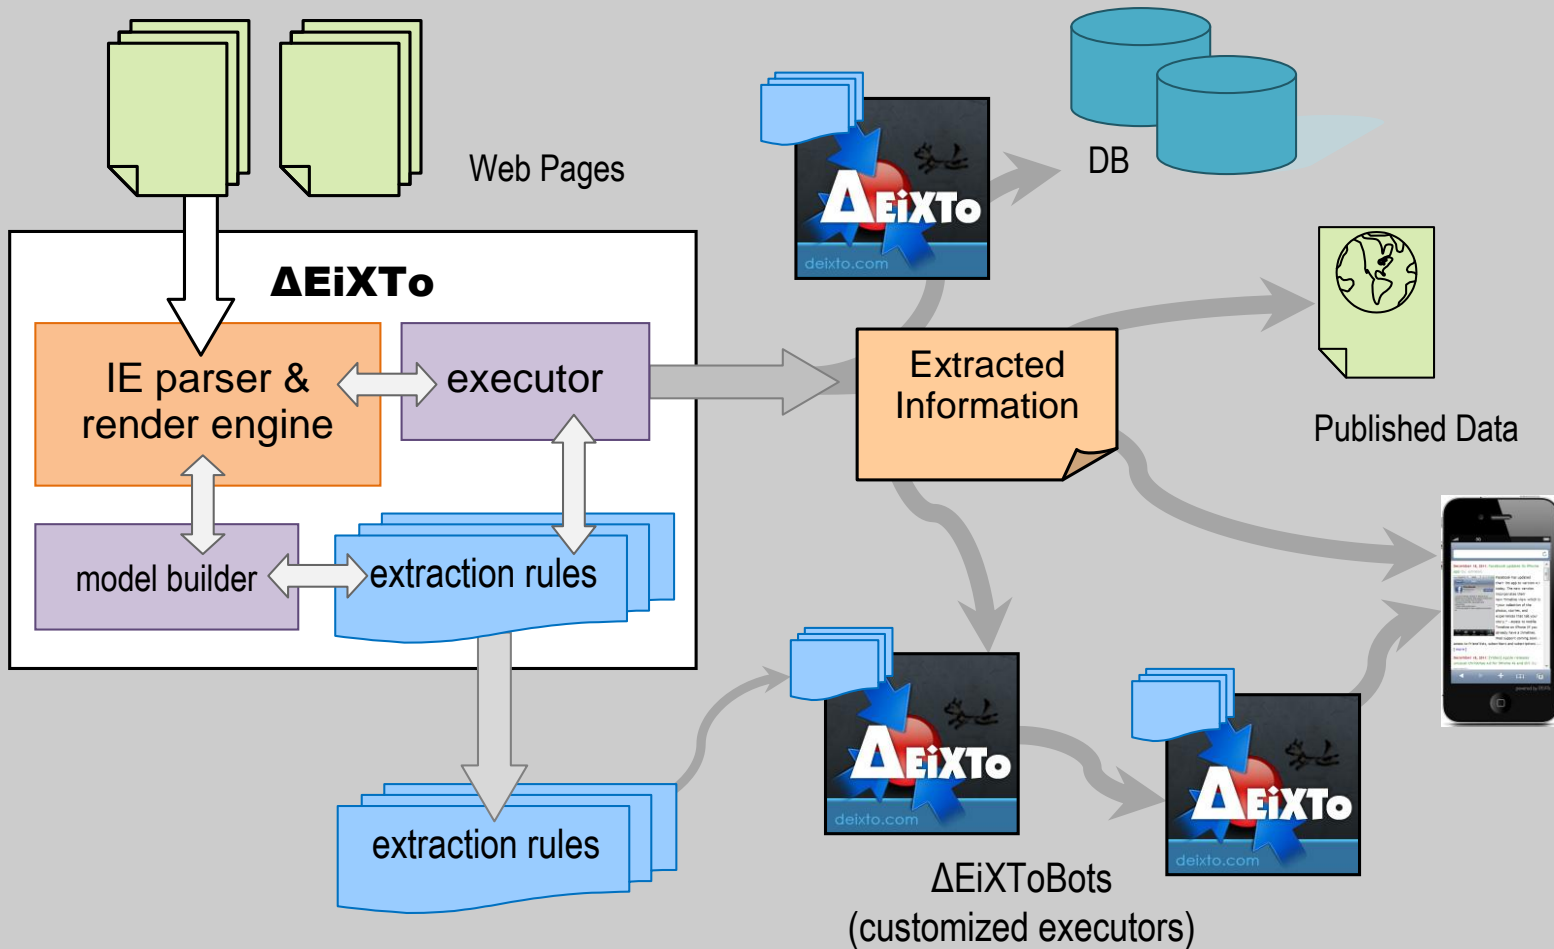 Web Pages
DB
ΔEiXTo
deixto.com
ΔEiXTo
IE parser &
render engine
executor
Extracted
Information
Published Data
model builder
extraction rules
extraction rules
ΔEiXTo
deixto.com
ΔEiXTo
deixto.com
ΔEiXToBots
(customized executors)